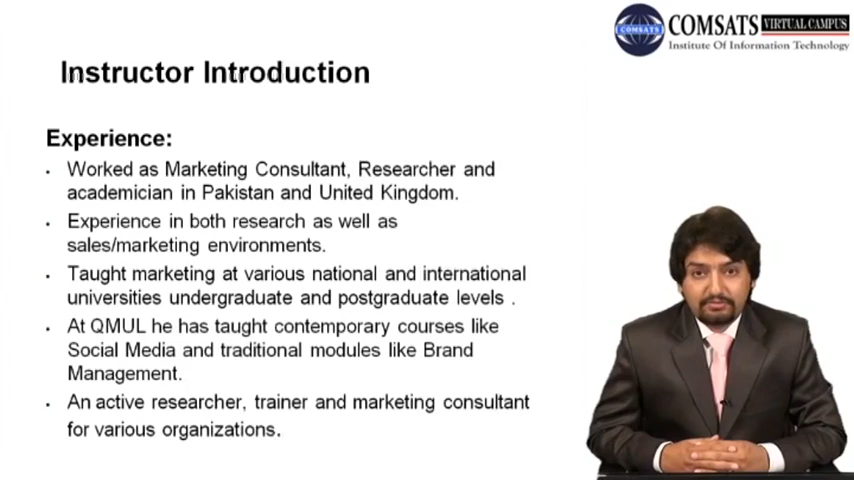 COMSATS
COMSATS VIRTUAL CAMPUS
Institute Of Information Technology
Instructor Introduction
Experience:
• Worked as Marketing Consultant, Researcher and
academician in Pakistan and United Kingdom.
• Experience in both research as well as
sales/marketing environments.
• Taught marketing at various national and international
universities undergraduate and postgraduate levels .
• At QMUL he has taught contemporary courses like
Social Media and traditional modules like Brand
Management.
• An active researcher, trainer and marketing consultant
for various organizations.